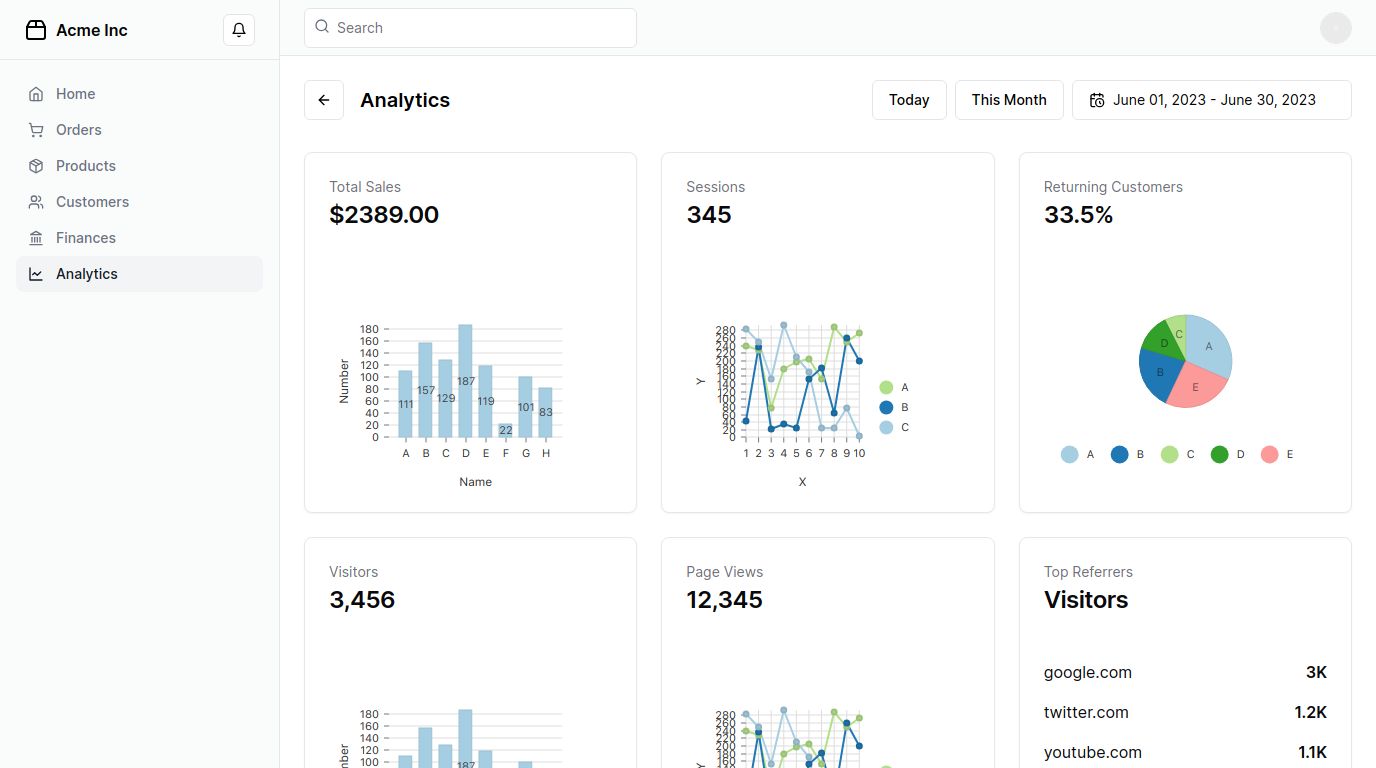 Acme Inc
Search
Home
Orders
Products
Customers
Finances
Analytics
Analytics
Today
This Month
June 01, 2023 - June 30, 2023
Total Sales
$2389.00
180
160
140
120
100
80
60
40
20
0
Number
111
157
129
187
119
22
101
83
A B C D E F G H
Name
Sessions
345
280
260
240
220
200
180
160
140
120
100
80
60
40
20
0
Y
1 2 3 4 5 6 7 8 9 10
X
A
B
C
Returning Customers
33.5%
A
B
C
D
E
A B C D E
Visitors
3,456
180
160
140
120
100
187
Page Views
12,345
280
260
240
220
200
180
160
Top Referrers
Visitors
google.com 3K
twitter.com 1.2K
youtube.com 1.1K